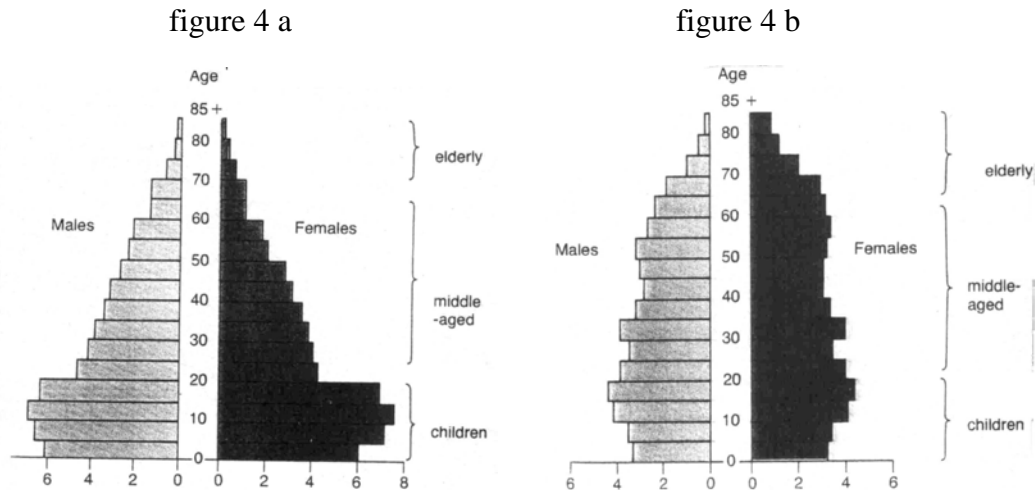 figure 4 a
figure 4 b
Age
85 +
80
70
60
50
40
30
20
10
0
Males
Females
elderly
middle
-aged
children
6 4 2 0
0 2 4 6 8
Age
85 +
80
70
60
50
40
30
20
10
0
Males
Females
elderly
middle-
aged
children
6 4 2 0
0 2 4 6